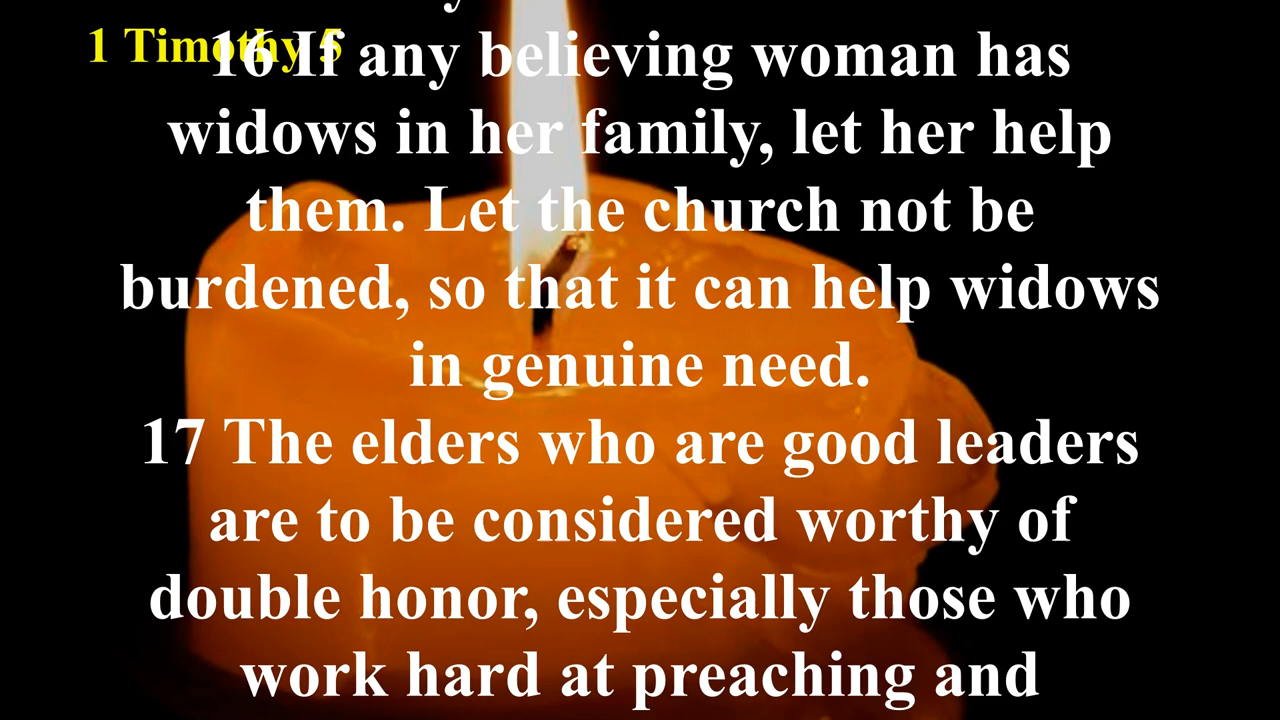 1 Timothy 5
16 If any believing woman has
widows in her family, let her help
them. Let the church not be
burdened, so that it can help widows
in genuine need.
17 The elders who are good leaders
are to be considered worthy of
double honor, especially those who
work hard at preaching and